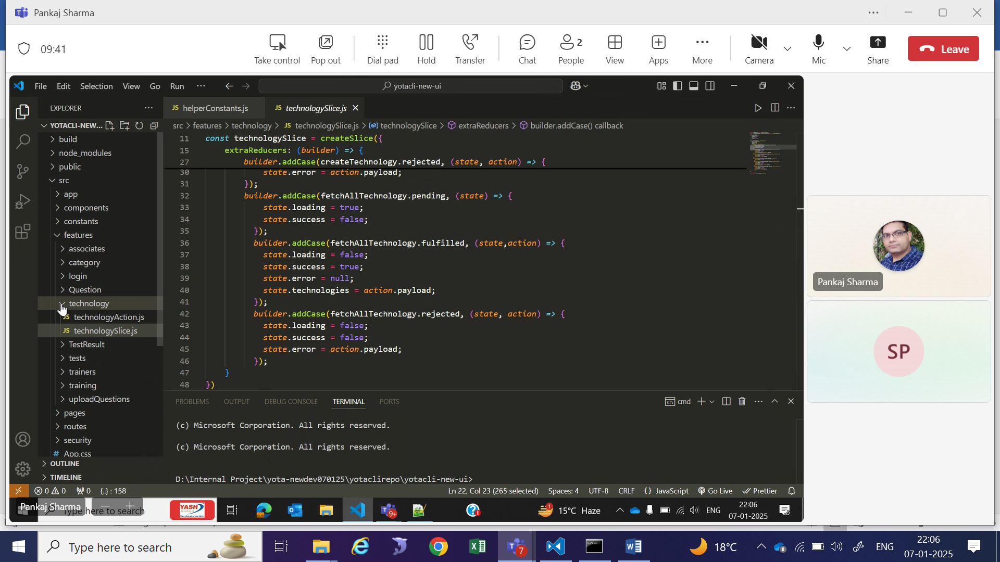 Pankaj Sharma
09:41
Take control
Pop out
Dial pad
Hold
Transfer
Chat
2
People
View
Apps
More
Camera
Mic
Share
Leave
File Edit Selection View Go Run
yotacli-new-ui
EXPLORER
JS helperConstants.js
JS technologySlice.js
YOTACLI-NEW...
src > features > technology > JS technologySlice.js > technologySlice > extraReducers > builder.addCase() callback
build
node_modules
public
src
app
components
constants
features
associates
category
login
Question
technology
JS technologyAction.js
JS technologySlice.js
TestResult
tests
trainers
training
uploadQuestions
pages
routes
security
# App.css
OUTLINE
TIMELINE
11 const technologySlice = createSlice({
15 extraReducers: (builder) => {
27 builder.addCase(createTechnology.rejected, (state, action) => {
30 state.error = action.payload;
31 });
32 builder.addCase(fetchAllTechnology.pending, (state) => {
33 state.loading = true;
34 state.success = false;
35 });
36 builder.addCase(fetchAllTechnology.fulfilled, (state,action) => {
37 state.loading = false;
38 state.success = true;
39 state.error = null;
40 state.technologies = action.payload;
41 });
42 builder.addCase(fetchAllTechnology.rejected, (state, action) => {
43 state.loading = false;
44 state.success = false;
45 state.error = action.payload;
46 });
47 }
48 })
PROBLEMS OUTPUT DEBUG CONSOLE TERMINAL PORTS
cmd
(c) Microsoft Corporation. All rights reserved.
(c) Microsoft Corporation. All rights reserved.
D:\Internal Project\yota-newdev070125\yotaclirepo\yotacli-new-ui>
0 0 0 {..} : 158
Ln 22, Col 23 (265 selected) Spaces: 4 UTF-8 CRLF {} JavaScript Go Live Prettier
Pankaj Sharma
Type here to search
YASH
9+
1
15°C Haze
ENG
22:06
07-01-2025
Pankaj Sharma
SP
Type here to search
7
18°C
ENG
22:06
07-01-2025